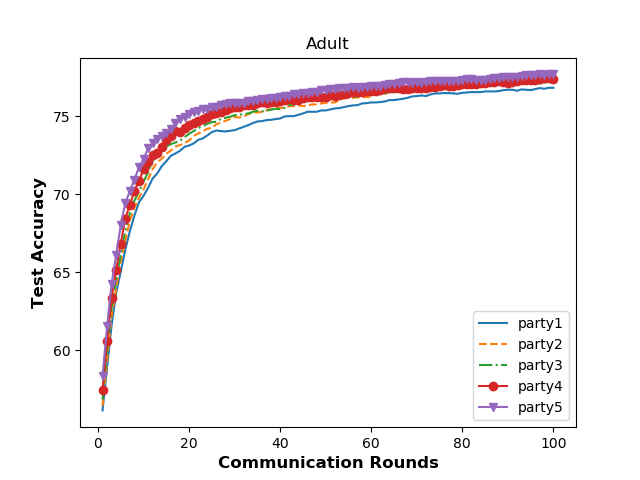 Adult
Test Accuracy
75
70
65
60
0 20 40 60 80 100
Communication Rounds
party1
party2
party3
party4
party5